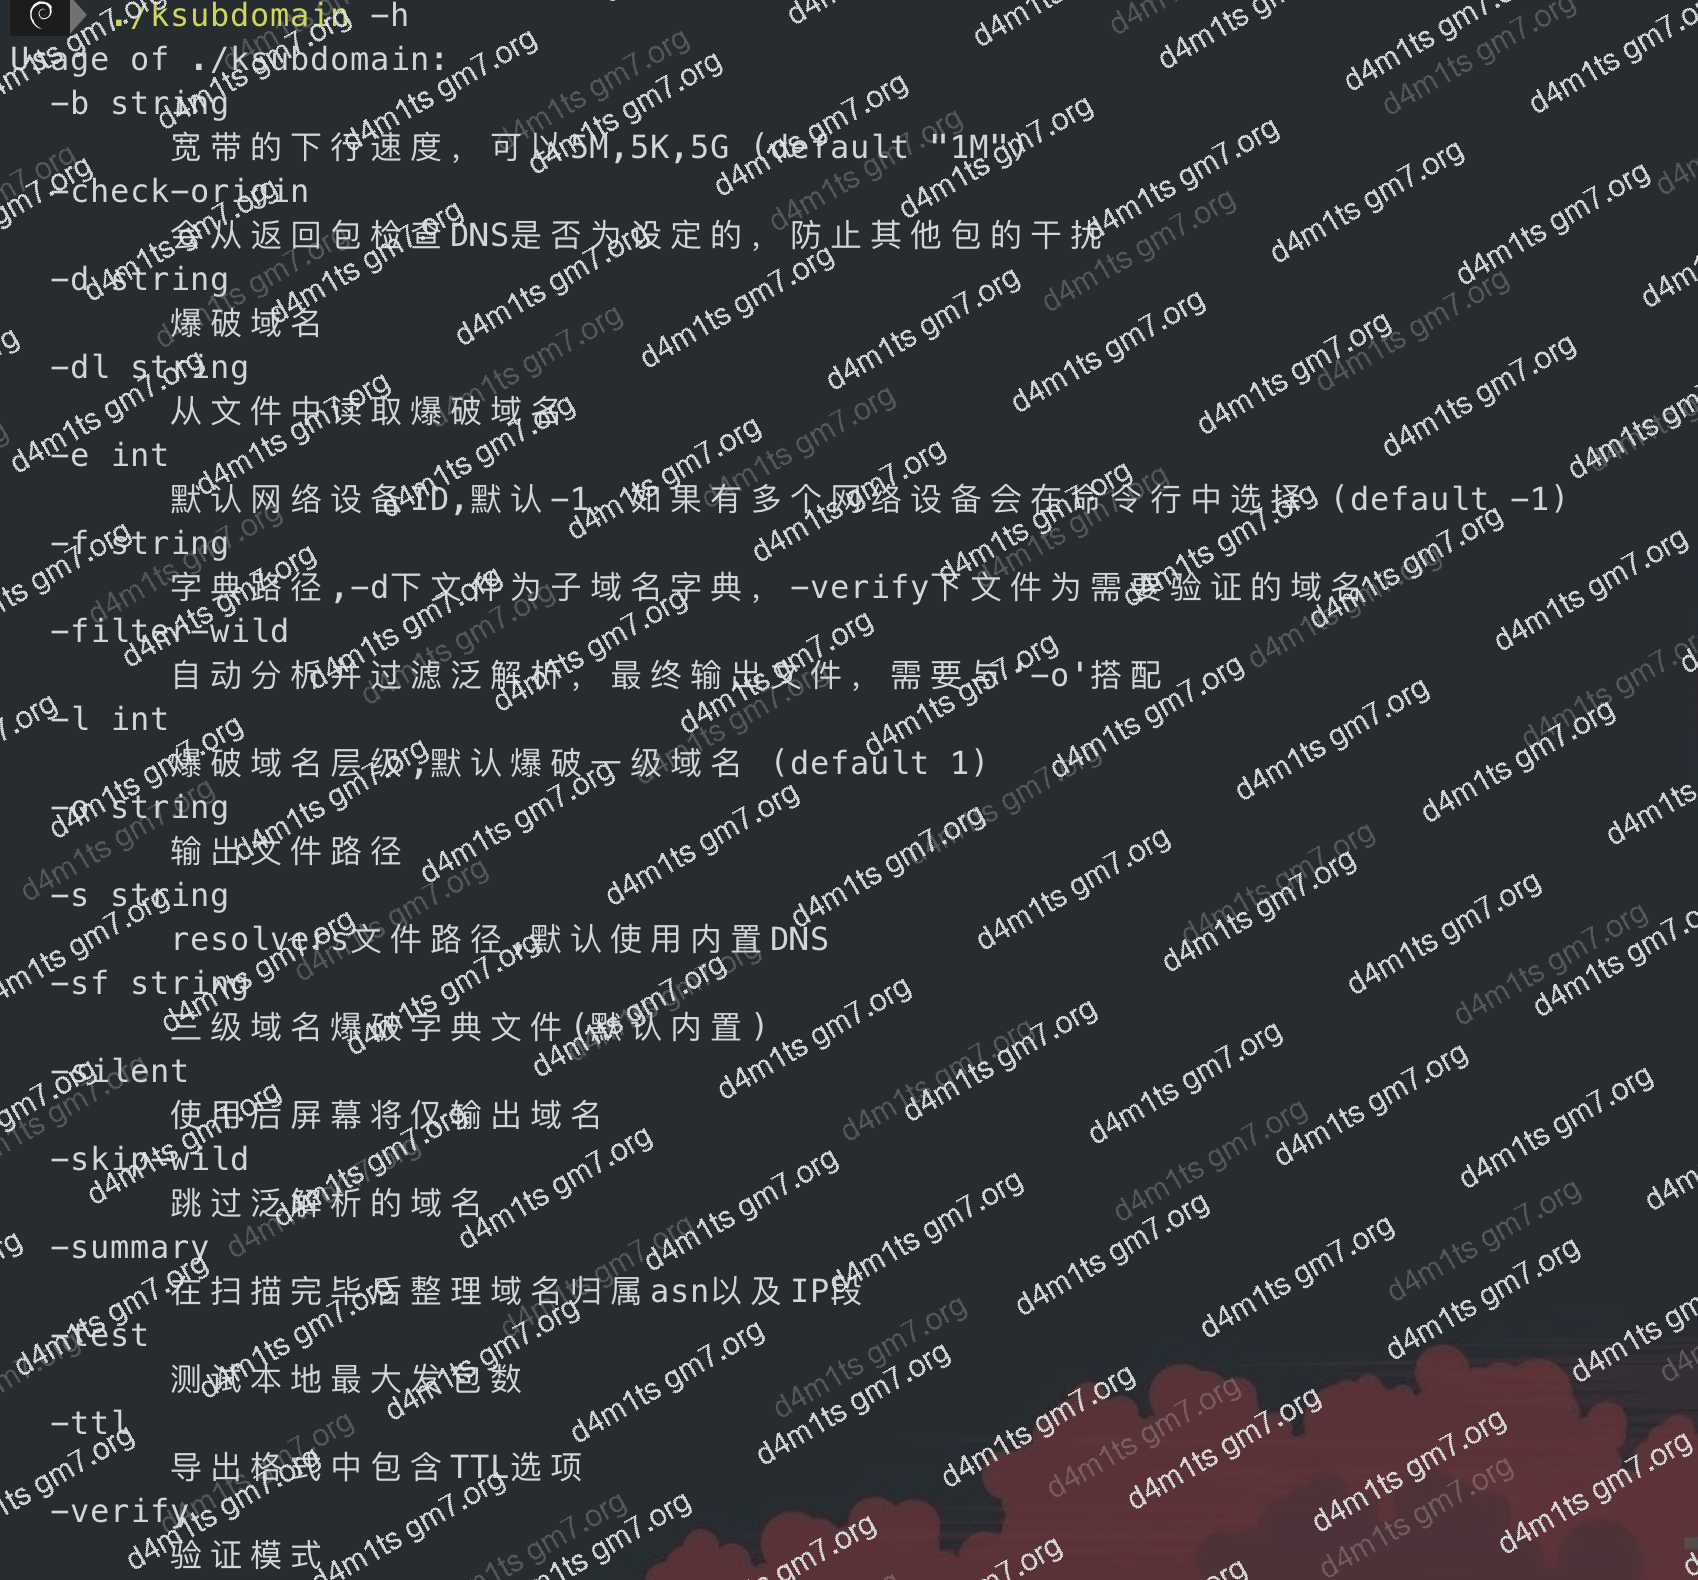 ./ksubdomain -h
Usage of ./ksubdomain:
-b string
宽带的下行速度，可以5M,5K,5G (default "1M")
-check-origin
会从返回包检查DNS是否为设定的，防止其他包的干扰
-d string
爆破域名
-dl string
从文件中读取爆破域名
-e int
默认网络设备ID,默认-1，如果有多个网络设备会在命令行中选择 (default -1)
-f string
字典路径,-d下文件为子域名字典，-verify下文件为需要验证的域名
-filter-wild
自动分析并过滤泛解析，最终输出文件，需要与'-o'搭配
-l int
爆破域名层级,默认爆破一级域名 (default 1)
-o string
输出文件路径
-s string
resolvers文件路径,默认使用内置DNS
-sf string
三级域名爆破字典文件(默认内置)
-silent
使用后屏幕将仅输出域名
-skip-wild
跳过泛解析的域名
-summary
在扫描完毕后整理域名归属asn以及IP段
-test
测试本地最大发包数
-ttl
导出格式中包含TTL选项
-verify
验证模式
d4m1ts gm7.org